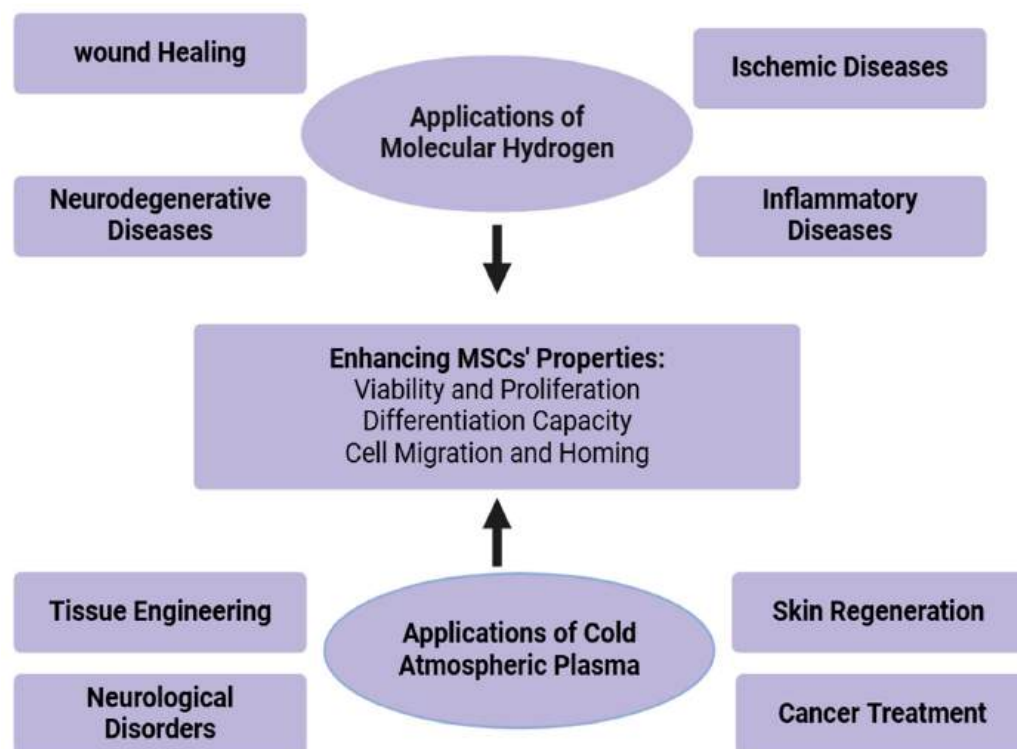 wound Healing
Applications of
Molecular Hydrogen
Ischemic Diseases
Neurodegenerative
Diseases
Inflammatory
Diseases
Enhancing MSCs' Properties:
Viability and Proliferation
Differentiation Capacity
Cell Migration and Homing
Tissue Engineering
Applications of Cold
Atmospheric Plasma
Skin Regeneration
Neurological
Disorders
Cancer Treatment